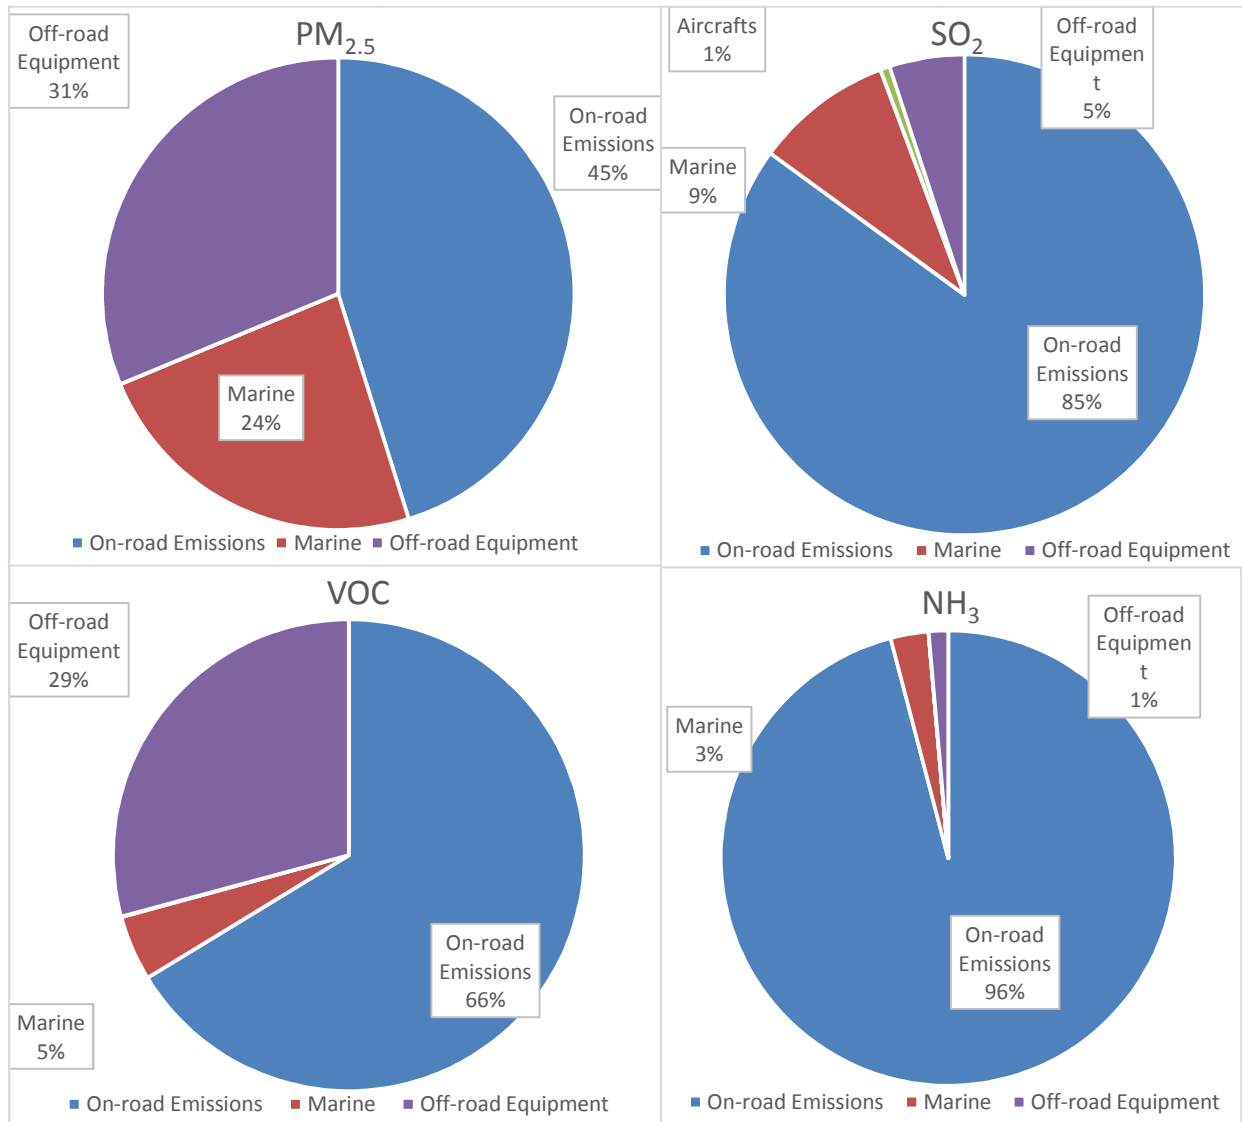 PM2.5
Off-road
Equipment
31%
On-road
Emissions
45%
Marine
24%
On-road Emissions Marine Off-road Equipment
SO2
Aircrafts
1%
Off-road
Equipmen
t
5%
Marine
9%
On-road
Emissions
85%
On-road Emissions Marine Off-road Equipment
VOC
Off-road
Equipment
29%
On-road
Emissions
66%
Marine
5%
On-road Emissions Marine Off-road Equipment
NH3
Off-road
Equipmen
t
1%
Marine
3%
On-road
Emissions
96%
On-road Emissions Marine Off-road Equipment